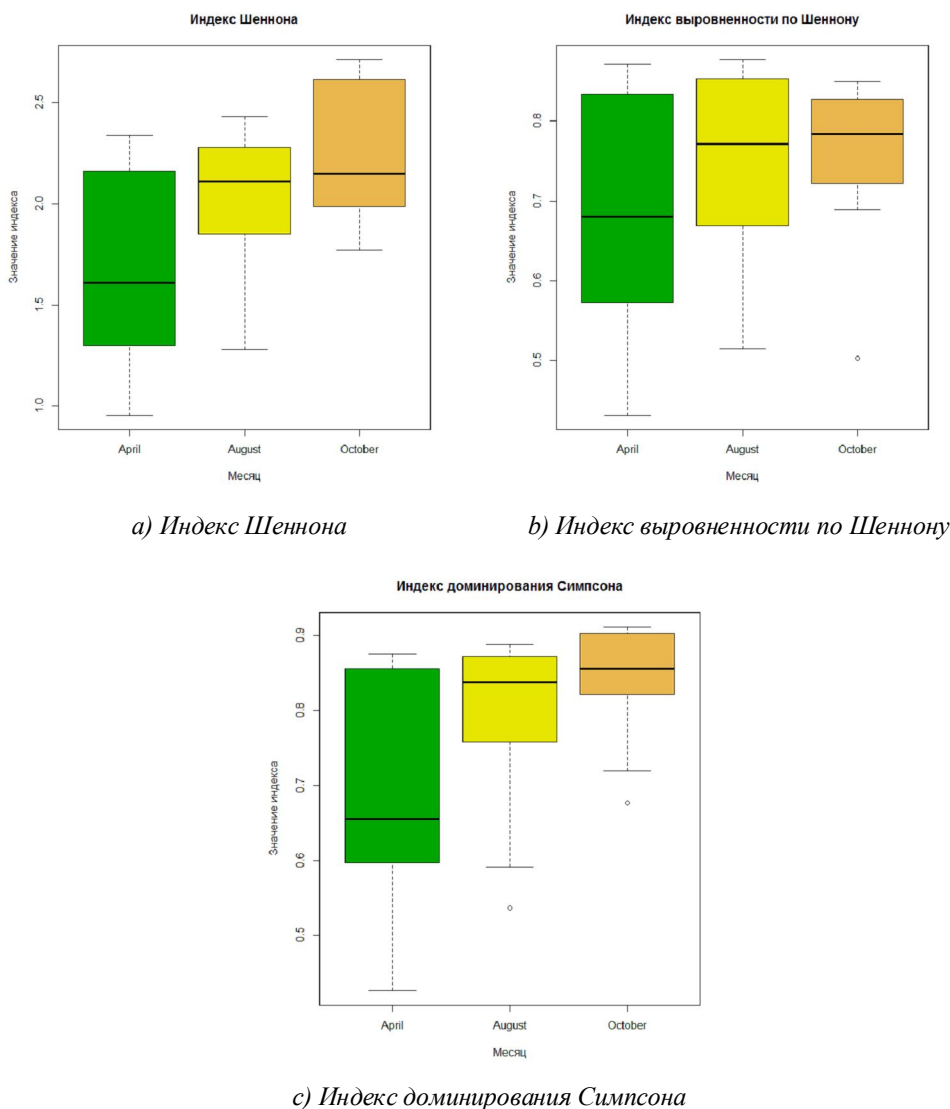 Индекс Шеннона
Значение индекса
2.5
2.0
1.5
1.0
April August October
Месяц
a) Индекс Шеннона
Индекс выровненности по Шеннону
Значение индекса
0.8
0.7
0.6
0.5
April August October
Месяц
b) Индекс выровненности по Шеннону
Индекс доминирования Симпсона
Значение индекса
0.9
0.8
0.7
0.6
0.5
April August October
Месяц
c) Индекс доминирования Симпсона